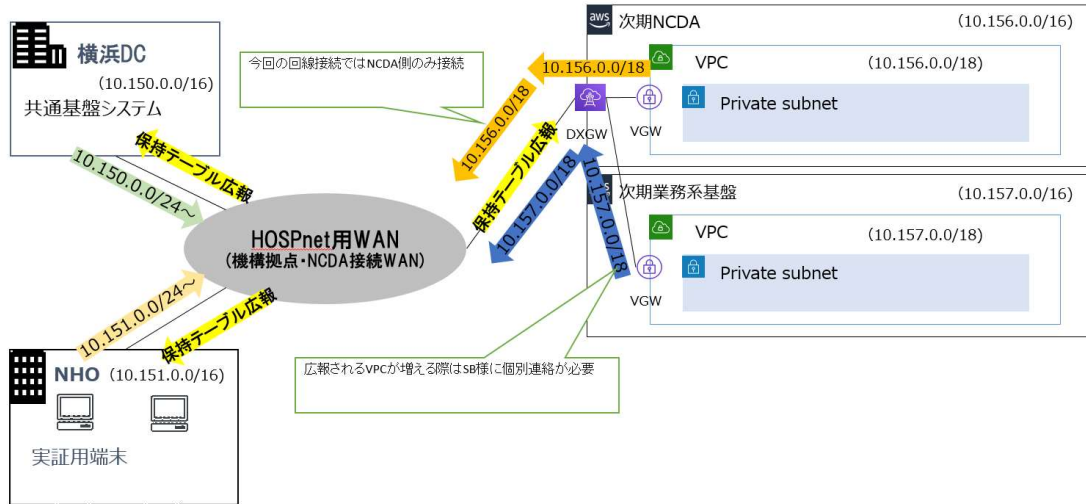 横浜DC
(10.150.0.0/16)
共通基盤システム
今回の回線接続ではNCDA側のみ接続
aws
次期NCDA
(10.156.0.0/16)
10.156.0.0/18
VPC
(10.156.0.0/18)
Private subnet
DXGW
VGW
10.156.0.0/18
保持テーブル広報
10.150.0.0/24～
保持テーブル広報
10.157.0.0/18
10.157.0.0/18
HOSPnet用WAN
(機構拠点・NCDA接続WAN)
aws
次期業務系基盤
(10.157.0.0/16)
VPC
(10.157.0.0/18)
Private subnet
VGW
10.151.0.0/24～
保持テーブル広報
広報されるVPCが増える際はSB様に個別連絡が必要
NHO
(10.151.0.0/16)
実証用端末